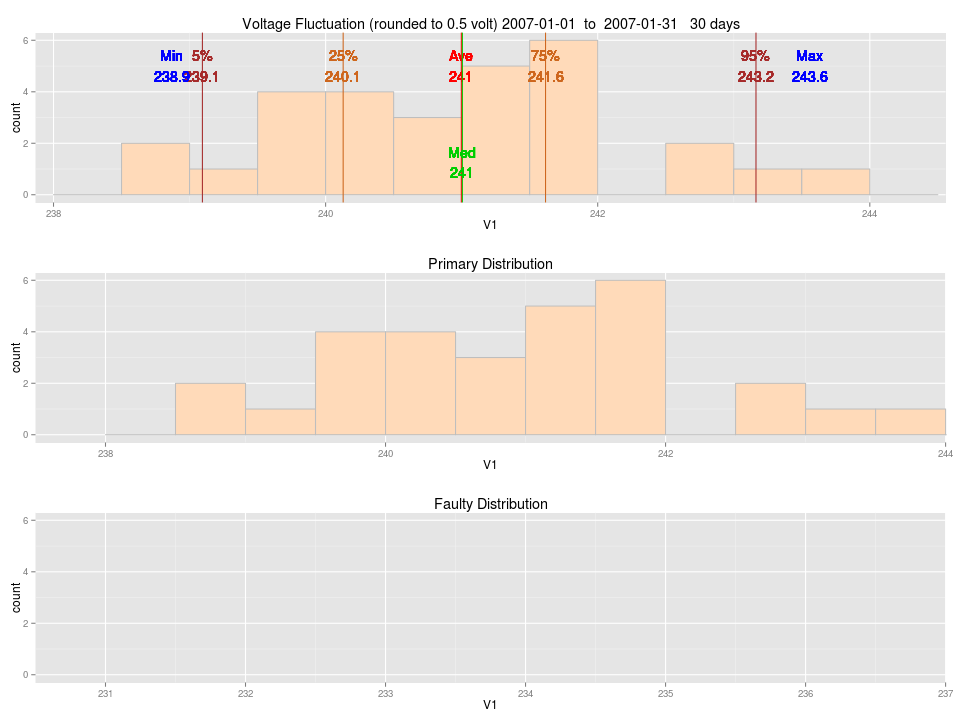 Voltage Fluctuation (rounded to 0.5 volt) 2007-01-01 to 2007-01-31 30 days
Min 5% 25% Ave 75% 95% Max
238.9 239.1 240.1 241 241.6 243.2 243.6
Med
241
count
6
4
2
0
238 240 242 244
V1
Primary Distribution
count
6
4
2
0
238 240 242 244
V1
Faulty Distribution
count
6
4
2
0
231 232 233 234 235 236 237
V1